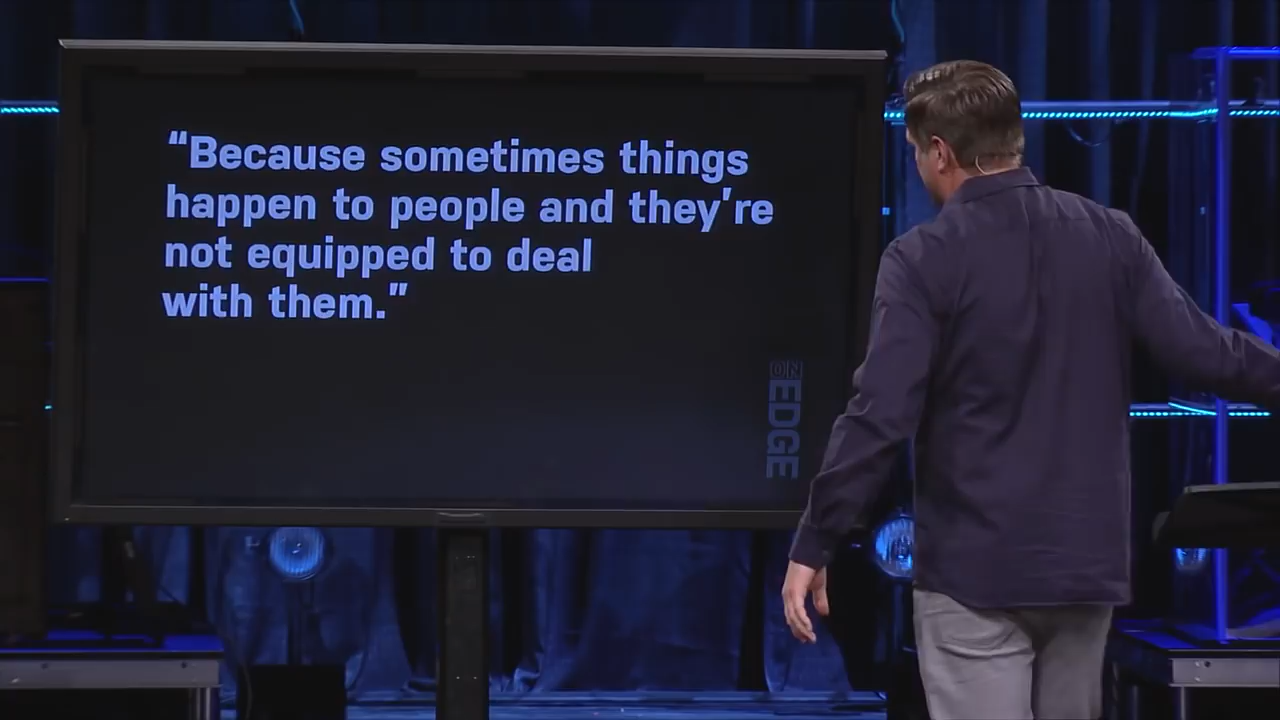 “Because sometimes things
happen to people and they’re
not equipped to deal
with them.”
ON
EDGE